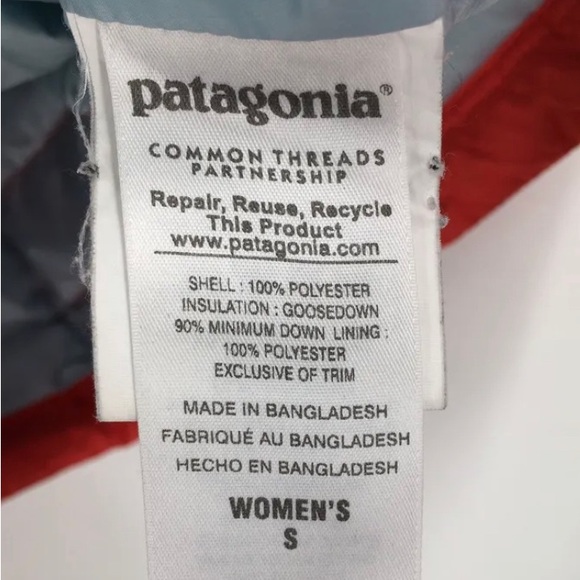 patagonia®
COMMON THREADS
PARTNERSHIP
Repair, Reuse, Recycle
This Product
www.patagonia.com
SHELL : 100% POLYESTER
INSULATION : GOOSEDOWN
90% MINIMUM DOWN LINING :
100% POLYESTER
EXCLUSIVE OF TRIM
MADE IN BANGLADESH
FABRIQUÉ AU BANGLADESH
HECHO EN BANGLADESH
WOMEN'S
S